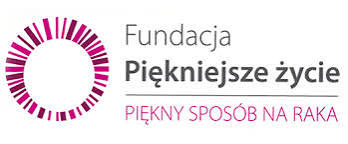 Fundacja
Piękniejsze życie
PIĘKNY SPOSÓB NA RAKA